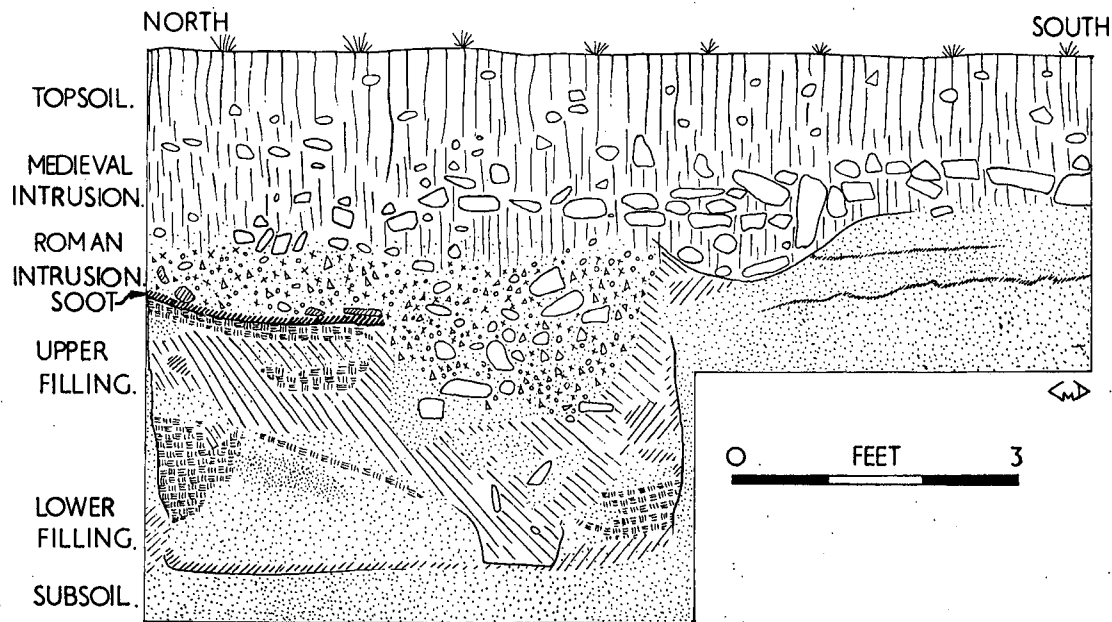 NORTH
SOUTH
TOPSOIL.
MEDIEVAL
INTRUSION.
ROMAN
INTRUSION
SOOT
UPPER
FILLING.
LOWER
FILLING.
SUBSOIL.
O FEET 3